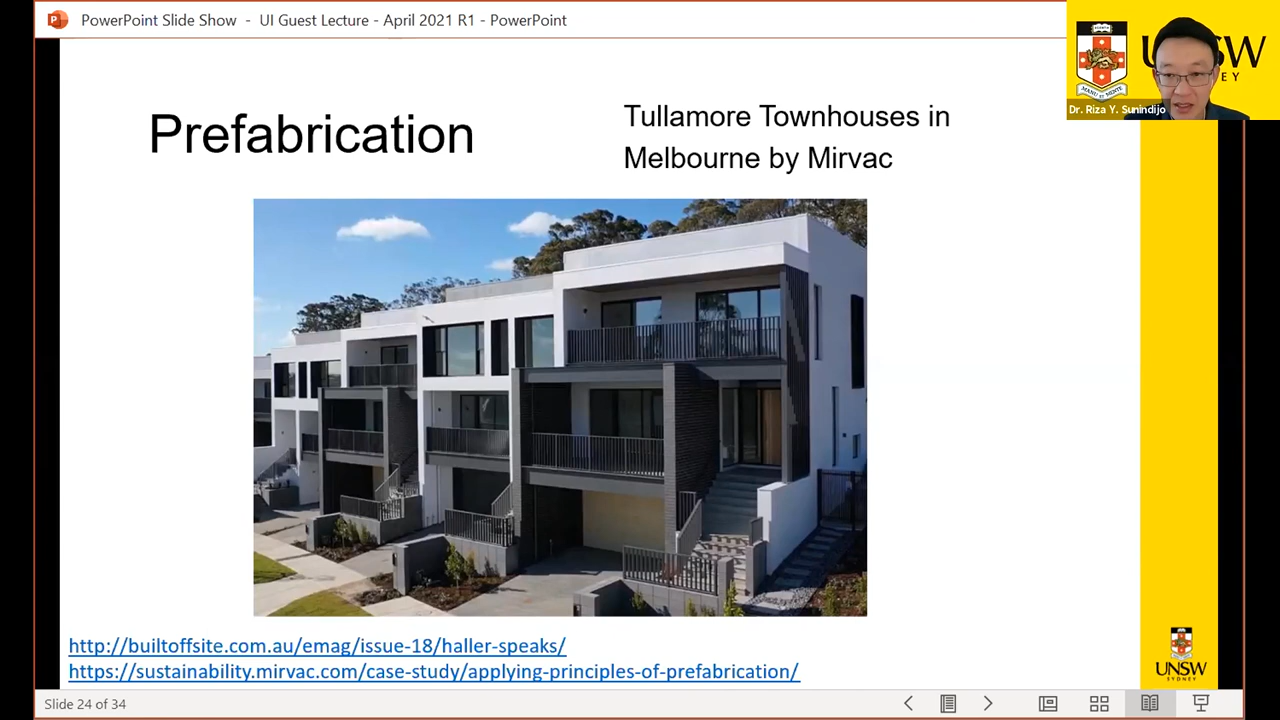 PowerPoint Slide Show - UI Guest Lecture - April 2021 R1 - PowerPoint
Dr. Riza Y. Sunindijo
Prefabrication
Tullamore Townhouses in
Melbourne by Mirvac
http://builtoffsite.com.au/emag/issue-18/haller-speaks/
https://sustainability.mirvac.com/case-study/applying-principles-of-prefabrication/
UNSW
SYDNEY
Slide 24 of 34